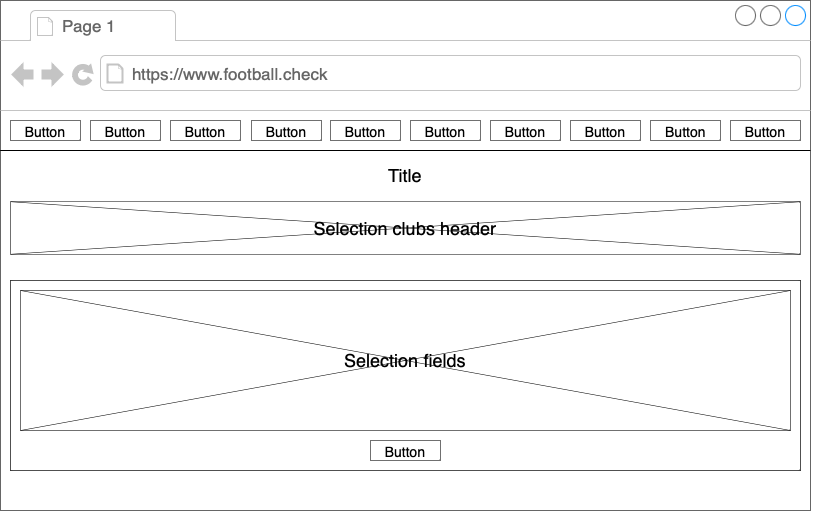 Page 1
https://www.football.check
Button Button Button Button Button Button Button Button Button Button
Title
Selection clubs header
Selection fields
Button